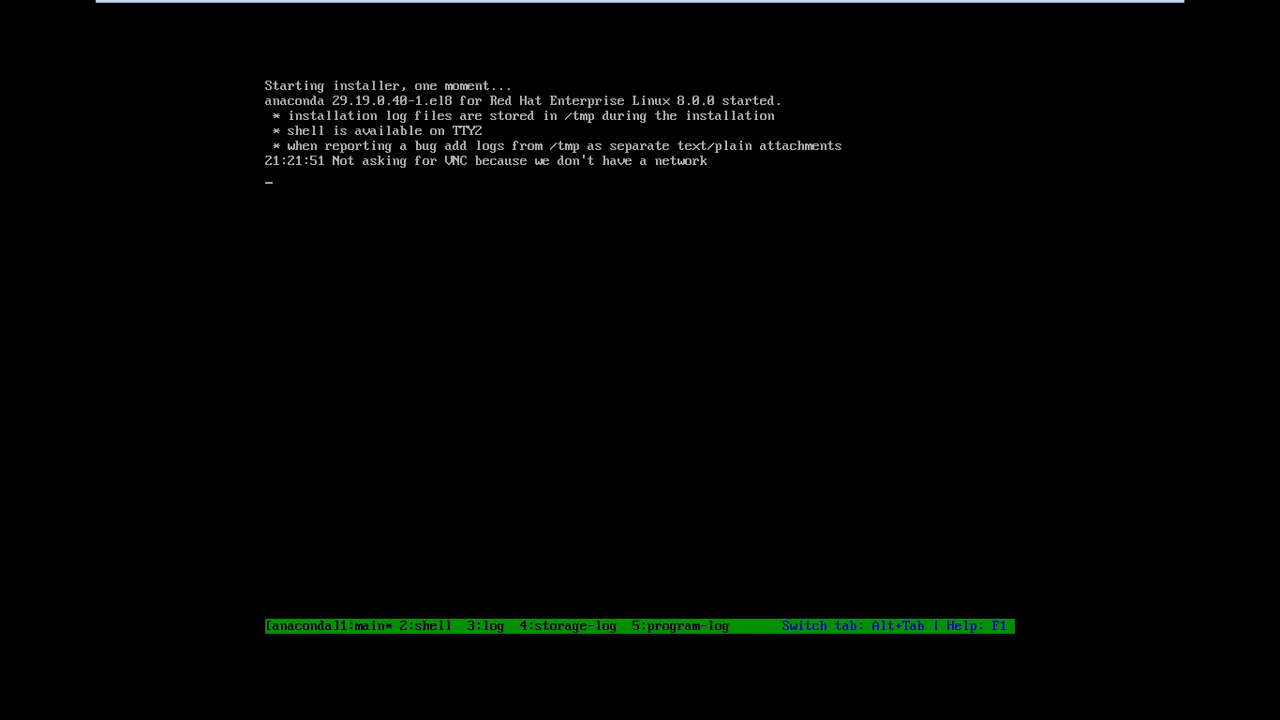 Starting installer, one moment...
anaconda 29.19.0.40-1.el8 for Red Hat Enterprise Linux 8.0.0 started.
* installation log files are stored in /tmp during the installation
* shell is available on TTY2
* when reporting a bug add logs from /tmp as separate text/plain attachments
21:21:51 Not asking for VNC because we don't have a network
[anaconda]1:main* 2:shell  3:log  4:storage-log  5:program-log Switch tab: Alt+Tab | Help: F1